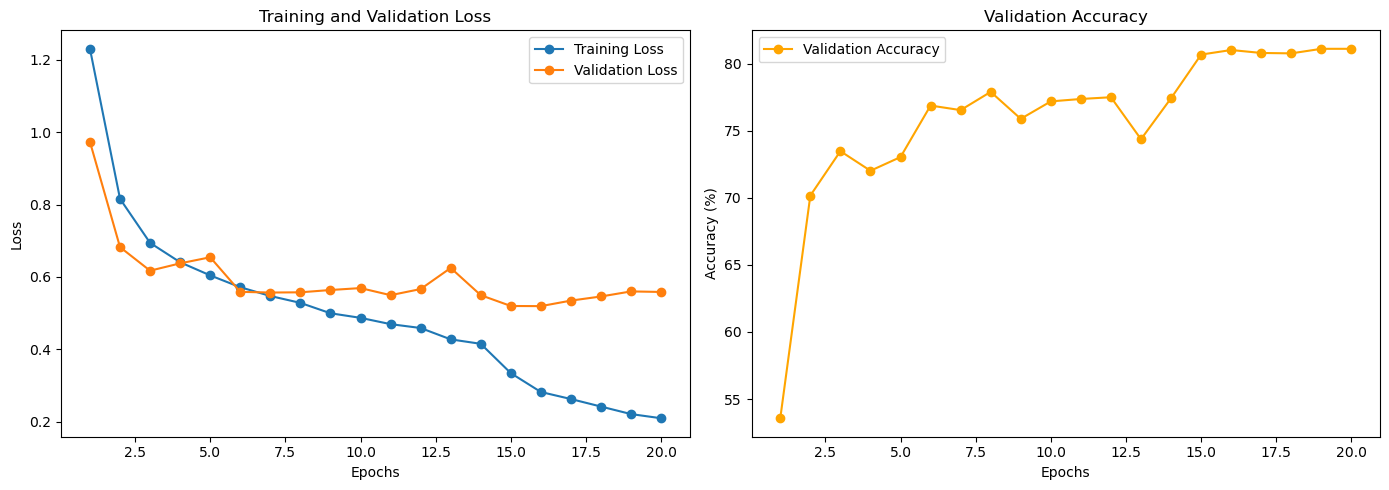 Training and Validation Loss
Training Loss
Validation Loss
Loss
1.2
1.0
0.8
0.6
0.4
0.2
2.5 5.0 7.5 10.0 12.5 15.0 17.5 20.0
Epochs
Validation Accuracy
Validation Accuracy
Accuracy (%)
80
75
70
65
60
55
2.5 5.0 7.5 10.0 12.5 15.0 17.5 20.0
Epochs